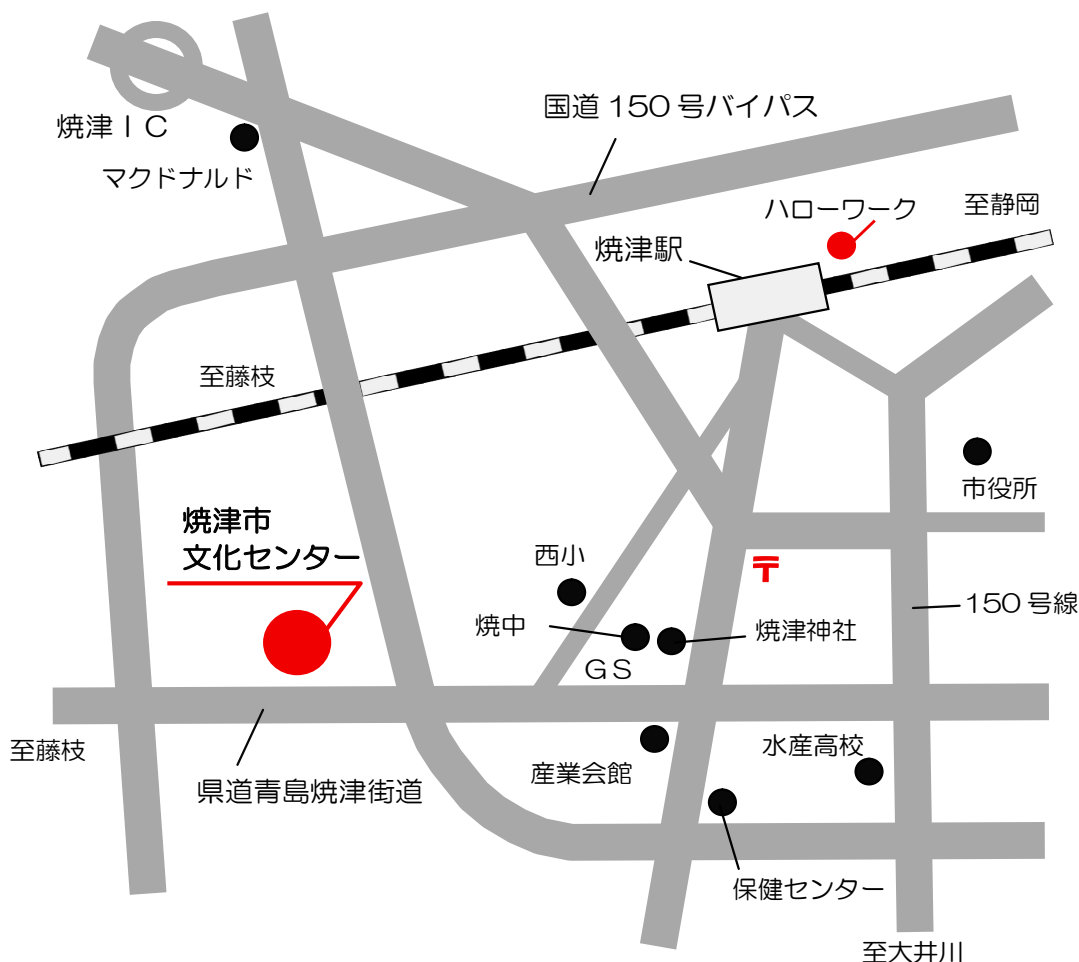 国道150号バイパス
焼津ＩＣ
マクドナルド
ハローワーク
至静岡
焼津駅
至藤枝
市役所
焼津市
文化センター
西小
〒
150号線
焼中
焼津神社
ＧＳ
至藤枝
水産高校
産業会館
県道青島焼津街道
保健センター
至大井川